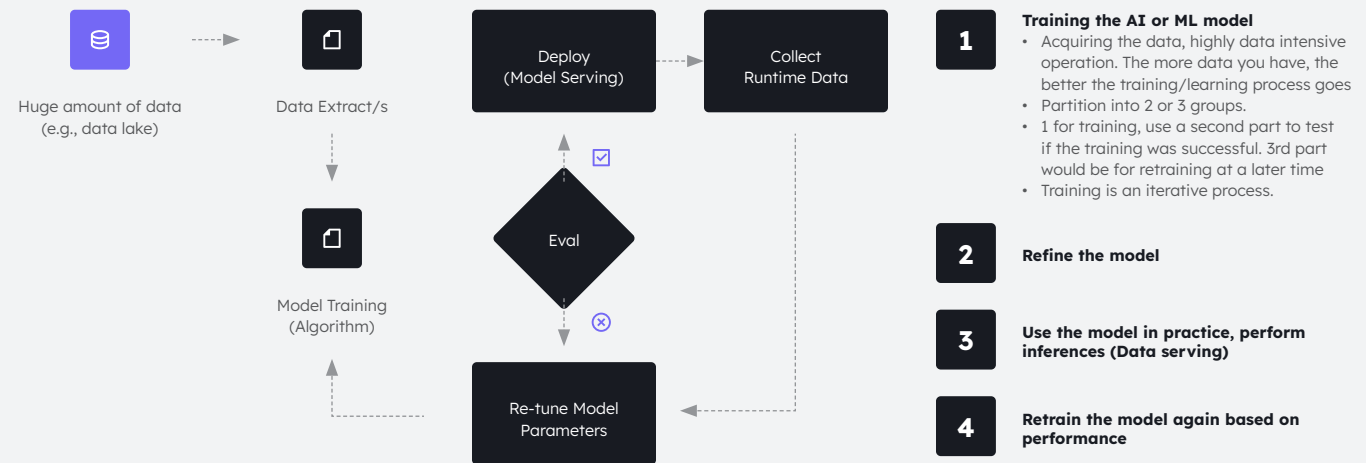 Huge amount of data
(e.g., data lake)
Data Extract/s
Model Training
(Algorithm)
Deploy
(Model Serving)
Collect
Runtime Data
Eval
Re-tune Model
Parameters
1
Training the AI or ML model
• Acquiring the data, highly data intensive
operation. The more data you have, the
better the training/learning process goes
• Partition into 2 or 3 groups.
• 1 for training, use a second part to test
if the training was successful. 3rd part
would be for retraining at a later time
• Training is an iterative process.
2
Refine the model
3
Use the model in practice, perform
inferences (Data serving)
4
Retrain the model again based on
performance